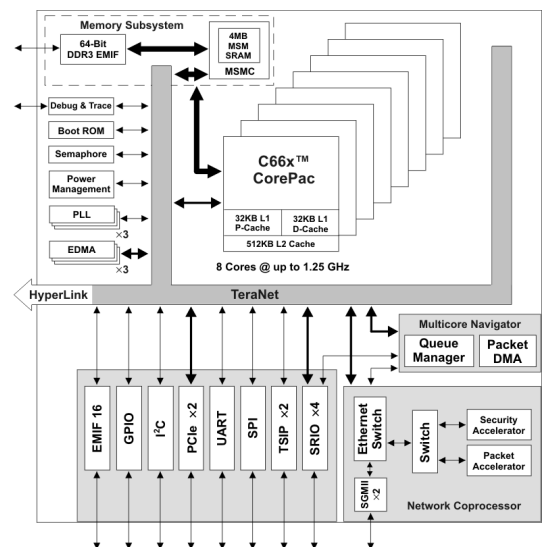 Memory Subsystem
64-Bit
DDR3 EMIF
4MB
MSM
SRAM
MSMC
Debug & Trace
Boot ROM
Semaphore
Power
Management
PLL
×3
EDMA
×3
C66x™
CorePac
32KB L1
P-Cache
32KB L1
D-Cache
512KB L2 Cache
8 Cores @ up to 1.25 GHz
HyperLink
TeraNet
Multicore Navigator
Queue
Manager
Packet
DMA
EMIF 16
GPIO
I²C
PCIe ×2
UART
SPI
TSIP ×2
SRIO ×4
Ethernet
Switch
Switch
SGMII
×2
Security
Accelerator
Packet
Accelerator
Network Coprocessor